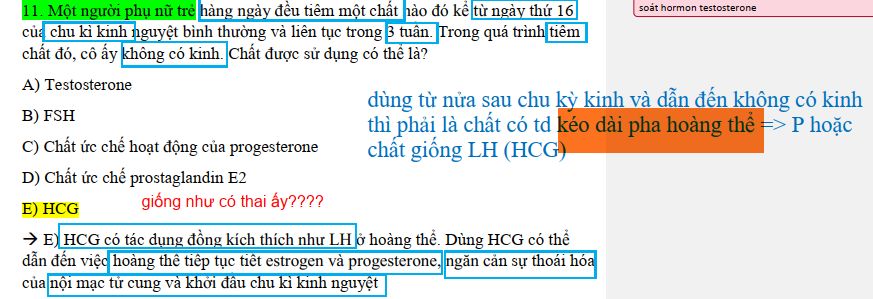 soát hormon testosterone
11. Một người phụ nữ trẻ hàng ngày đều tiêm một chất nào đó kể từ ngày thứ 16
của chu kì kinh nguyệt bình thường và liên tục trong 3 tuần. Trong quá trình tiêm
chất đó, cô ấy không có kinh. Chất được sử dụng có thể là?
A) Testosterone
B) FSH
C) Chất ức chế hoạt động của progesterone
D) Chất ức chế prostaglandin E2
E) HCG
giống như có thai ấy????
dùng từ nửa sau chu kỳ kinh và dẫn đến không có kinh
thì phải là chất có td kéo dài pha hoàng thể => P hoặc
chất giống LH (HCG)
→ E) HCG có tác dụng đồng kích thích như LH ở hoàng thể. Dùng HCG có thể
dẫn đến việc hoàng thể tiếp tục tiết estrogen và progesterone, ngăn cản sự thoái hóa
của nội mạc tử cung và khởi đầu chu kì kinh nguyệt